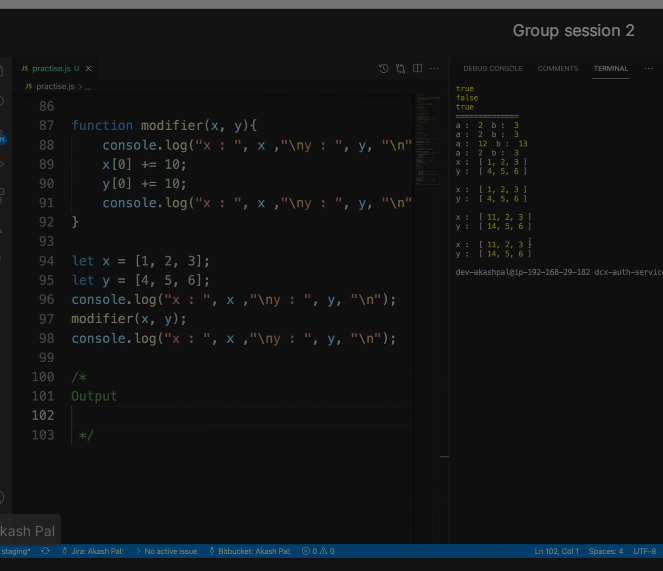 Group session 2
JS practise.js U ×
JS practise.js > ...
DEBUG CONSOLE COMMENTS TERMINAL ...
86
87 function modifier(x, y){
88 console.log("x : ", x ,"\ny : ", y, "\n"
89 x[0] += 10;
90 y[0] += 10;
91 console.log("x : ", x ,"\ny : ", y, "\n"
92 }
93
94 let x = [1, 2, 3];
95 let y = [4, 5, 6];
96 console.log("x : ", x ,"\ny : ", y, "\n");
97 modifier(x, y);
98 console.log("x : ", x ,"\ny : ", y, "\n");
99
100 /*
101 Output
102
103 */
true
false
true
==============
a : 2 b : 3
a : 2 b : 3
a : 12 b : 13
a : 2 b : 3
x : [ 1, 2, 3 ]
y : [ 4, 5, 6 ]
x : [ 1, 2, 3 ]
y : [ 4, 5, 6 ]
x : [ 11, 2, 3 ]
y : [ 14, 5, 6 ]
x : [ 11, 2, 3 ]
y : [ 14, 5, 6 ]
dev-akashpal@ip-192-168-29-182 dcx-auth-servic
kash Pal
staging* Jira: Akash Pal: No active issue Bitbucket: Akash Pal: 0 0 Ln 102, Col 1 Spaces: 4 UTF-8